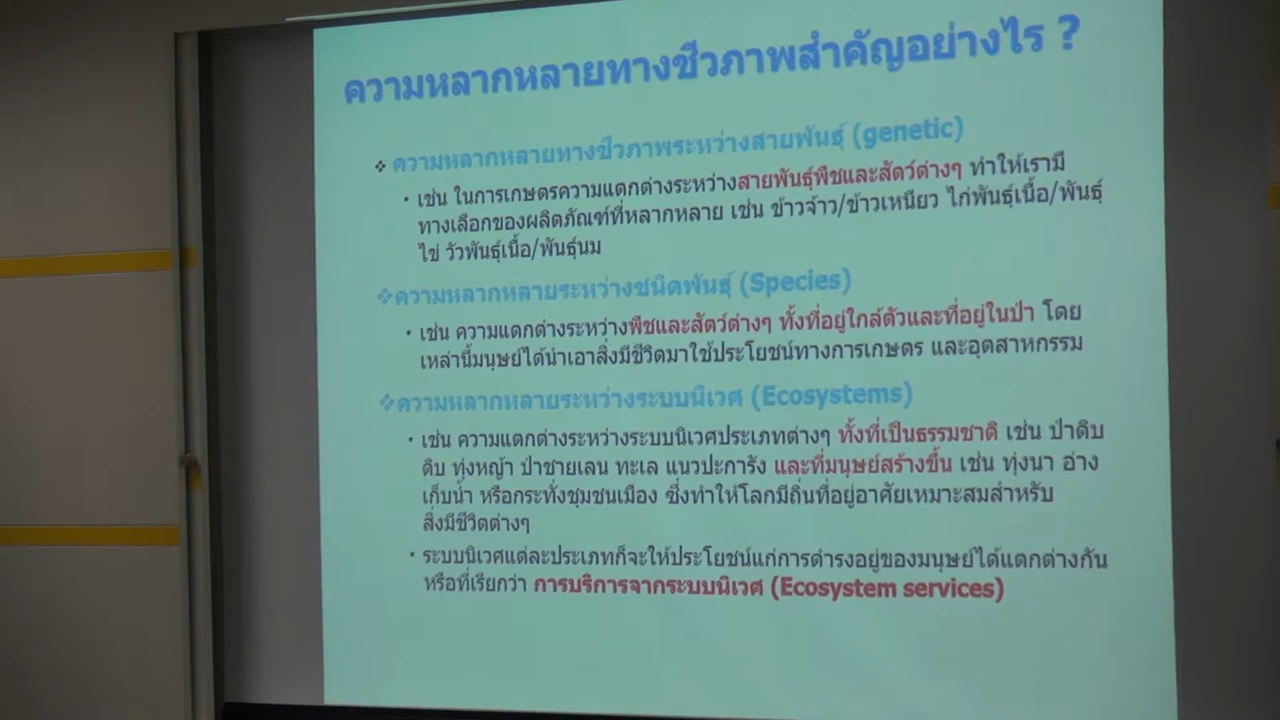 ความหลากหลายทางชีวภาพสำคัญอย่างไร ?
❖ ความหลากหลายทางชีวภาพระหว่างสายพันธุ์ (genetic)
• เช่น ในการเกษตรความแตกต่างระหว่างสายพันธุ์พืชและสัตว์ต่างๆ ทำให้เรามี
ทางเลือกของผลิตภัณฑ์ที่หลากหลาย เช่น ข้าวจ้าว/ข้าวเหนียว ไก่พันธุ์เนื้อ/พันธุ์
ไข่ วัวพันธุ์เนื้อ/พันธุ์นม
❖ความหลากหลายระหว่างชนิดพันธุ์ (Species)
• เช่น ความแตกต่างระหว่างพืชและสัตว์ต่างๆ ทั้งที่อยู่ใกล้ตัวและที่อยู่ในป่า โดย
เหล่านี้มนุษย์ได้นำเอาสิ่งมีชีวิตมาใช้ประโยชน์ทางการเกษตร และอุตสาหกรรม
❖ความหลากหลายระหว่างระบบนิเวศ (Ecosystems)
• เช่น ความแตกต่างระหว่างระบบนิเวศประเภทต่างๆ ทั้งที่เป็นธรรมชาติ เช่น ป่าดิบ
ดิบ ทุ่งหญ้า ป่าชายเลน ทะเล แนวปะการัง และที่มนุษย์สร้างขึ้น เช่น ทุ่งนา อ่าง
เก็บน้ำ หรือกระทั่งชุมชนเมือง ซึ่งทำให้โลกมีถิ่นที่อยู่อาศัยเหมาะสมสำหรับ
สิ่งมีชีวิตต่างๆ
• ระบบนิเวศแต่ละประเภทก็จะให้ประโยชน์แก่การดำรงอยู่ของมนุษย์ได้แตกต่างกัน
หรือที่เรียกว่า การบริการจากระบบนิเวศ (Ecosystem services)